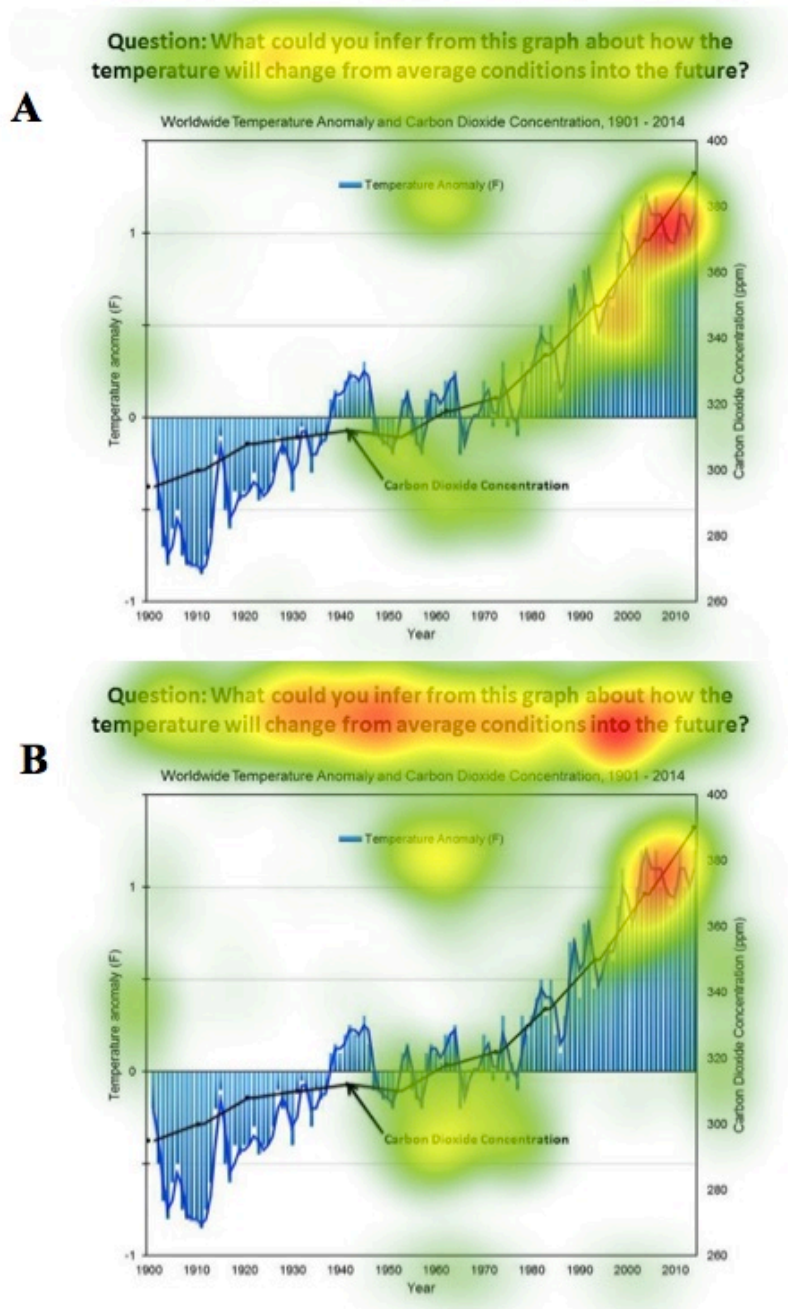 Question: What could you infer from this graph about how the
temperature will change from average conditions into the future?
A
Worldwide Temperature Anomaly and Carbon Dioxide Concentration, 1901 - 2014
400
Temperature Anomaly (F)
380
1
360
Temperature anomaly (F)
Carbon Dioxide Concentration (ppm)
340
0
320
300
Carbon Dioxide Concentration
280
-1
260
1900 1910 1920 1930 1940 1950 1960 1970 1980 1990 2000 2010
Year
Question: What could you infer from this graph about how the
temperature will change from average conditions into the future?
B
Worldwide Temperature Anomaly and Carbon Dioxide Concentration, 1901 - 2014
400
Temperature Anomaly (F)
380
1
360
Temperature anomaly (F)
Carbon Dioxide Concentration (ppm)
340
0
320
300
Carbon Dioxide Concentration
280
-1
260
1900 1910 1920 1930 1940 1950 1960 1970 1980 1990 2000 2010
Year